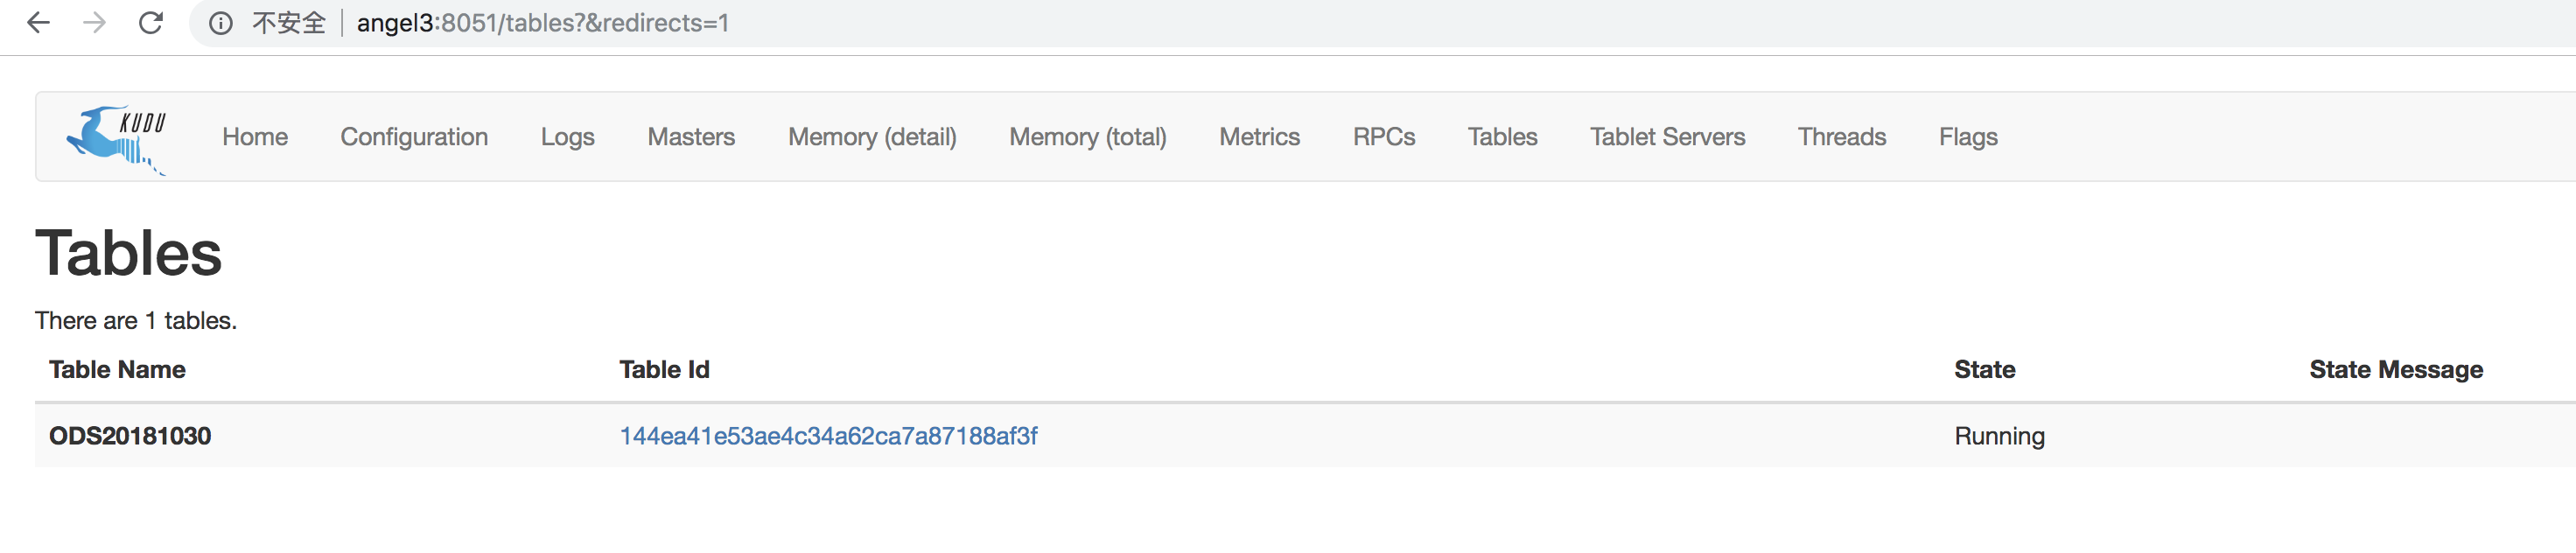 不安全 angel3:8051/tables?&redirects=1
KUDU Home Configuration Logs Masters Memory (detail) Memory (total) Metrics RPCs Tables Tablet Servers Threads Flags
Tables
There are 1 tables.
Table Name Table Id State State Message
ODS20181030 144ea41e53ae4c34a62ca7a87188af3f Running